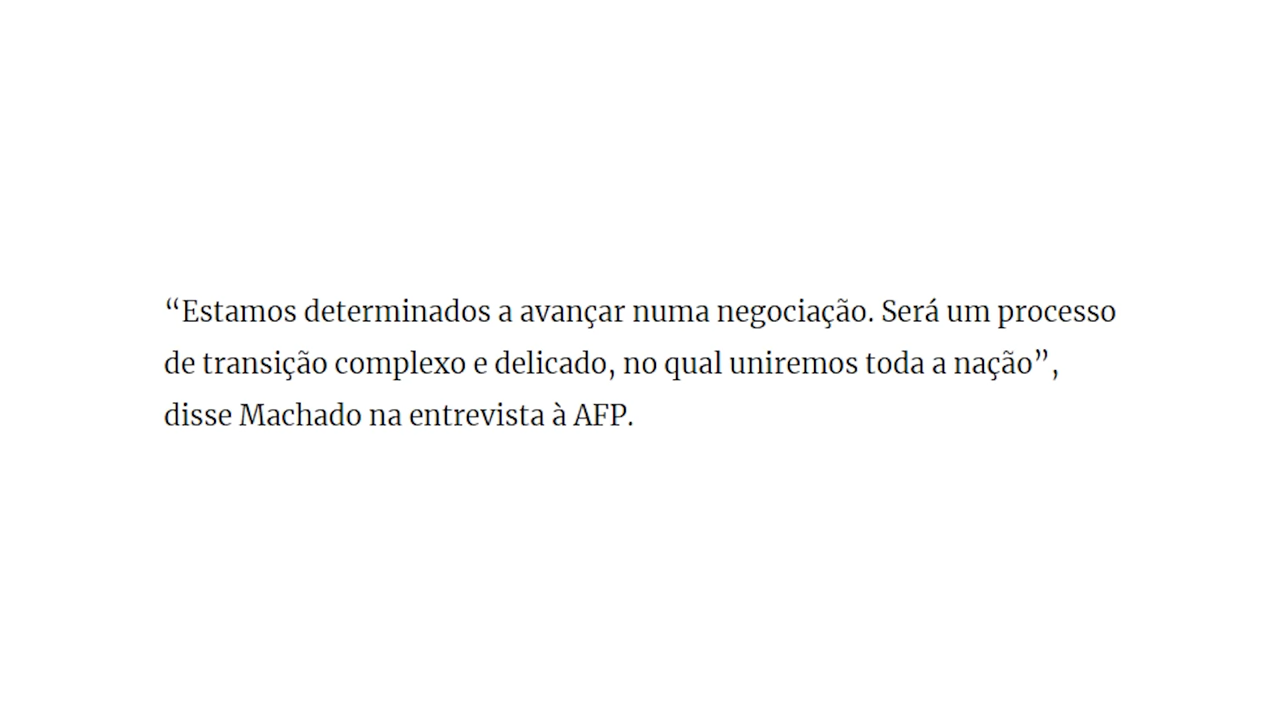 “Estamos determinados a avançar numa negociação. Será um processo
de transição complexo e delicado, no qual uniremos toda a nação”,
disse Machado na entrevista à AFP.